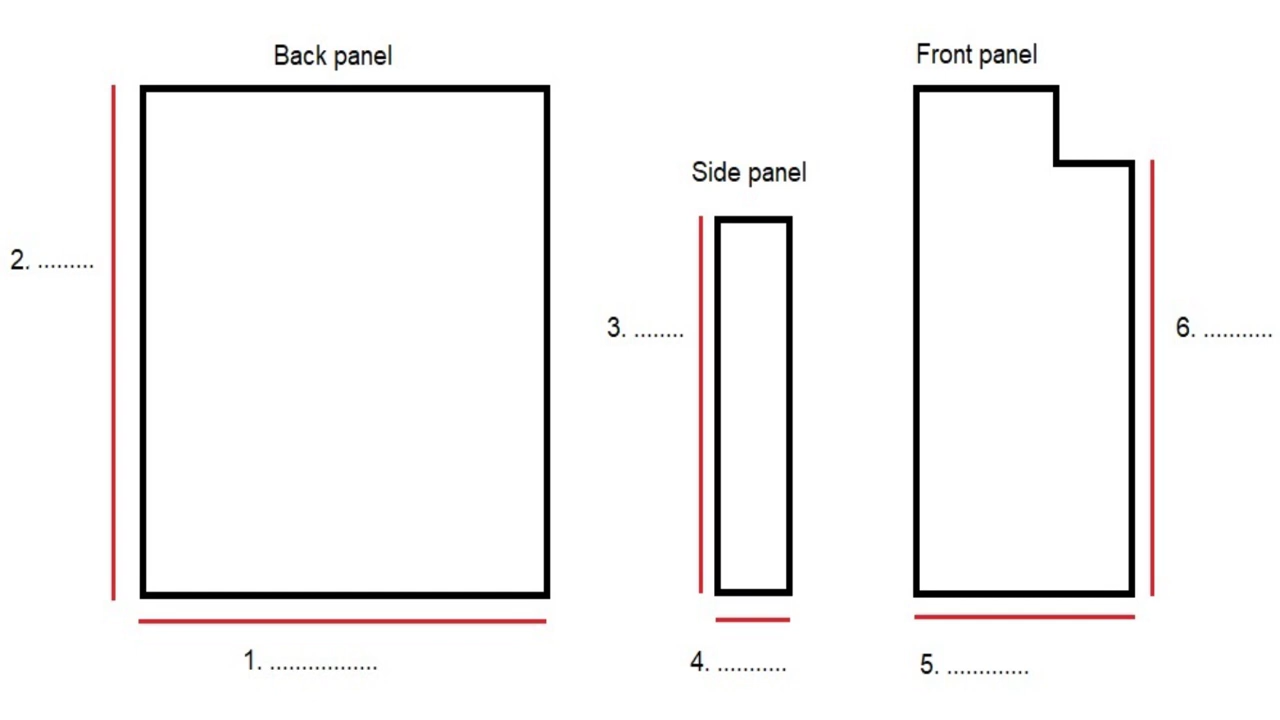 Back panel
Front panel
Side panel
2. .........
3. ........
6. ...........
1. .................
4. ...........
5. .............